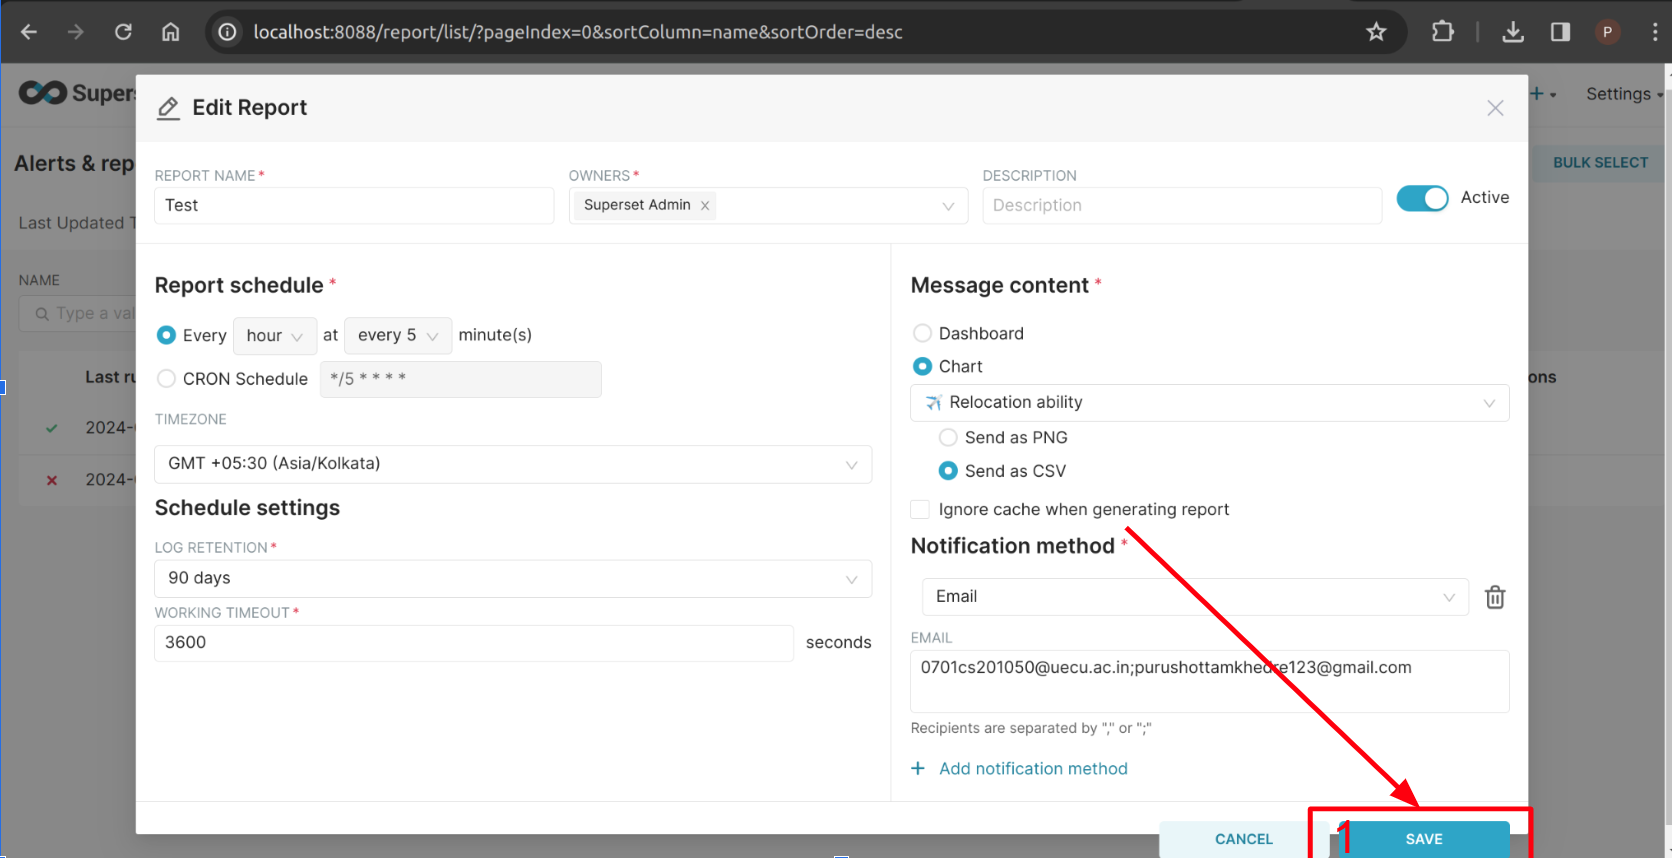 localhost:8088/report/list/?pageIndex=0&sortColumn=name&sortOrder=desc
P
Supers
Settings
Edit Report
Alerts & rep
BULK SELECT
REPORT NAME *
OWNERS *
DESCRIPTION
Test
Superset Admin
Description
Active
Last Updated T
NAME
Type a val
Report schedule *
Every hour at every 5 minute(s)
CRON Schedule */5 * * * *
TIMEZONE
GMT +05:30 (Asia/Kolkata)
Schedule settings
LOG RETENTION *
90 days
WORKING TIMEOUT *
3600 seconds
Last ru
2024-
2024-
Message content *
Dashboard
Chart
Relocation ability
Send as PNG
Send as CSV
Ignore cache when generating report
Notification method *
Email
EMAIL
0701cs201050@uecu.ac.in;purushottamkhedre123@gmail.com
Recipients are separated by "," or ";"
+ Add notification method
ons
CANCEL
1 SAVE